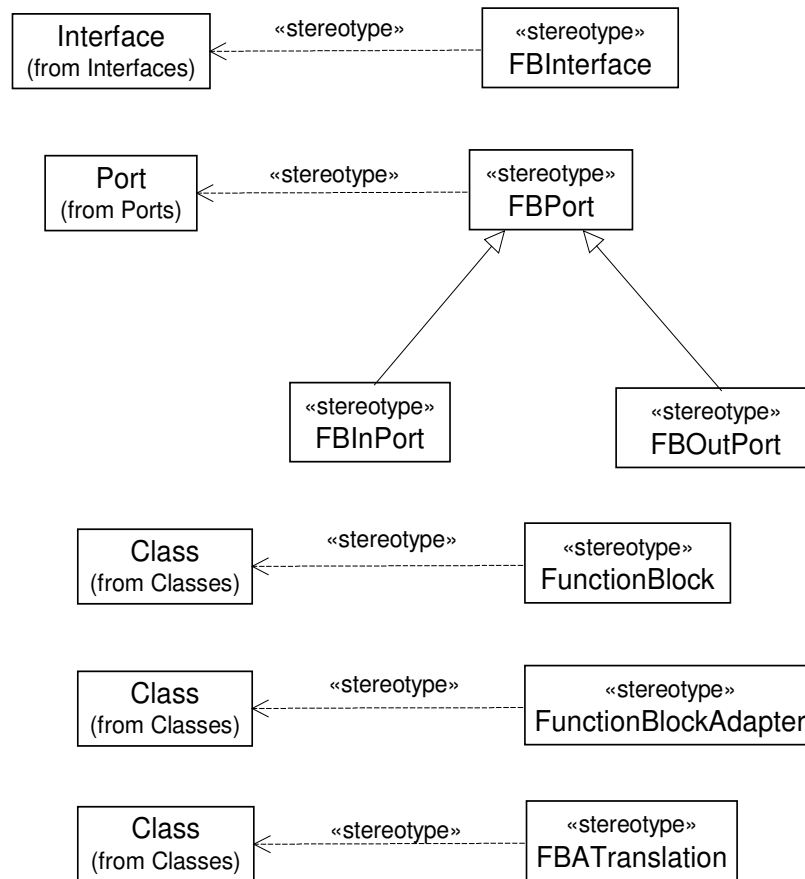 Interface
(from Interfaces)
«stereotype»
«stereotype»
FBInterface
Port
(from Ports)
«stereotype»
«stereotype»
FBPort
«stereotype»
FBInPort
«stereotype»
FBOutPort
Class
(from Classes)
«stereotype»
«stereotype»
FunctionBlock
Class
(from Classes)
«stereotype»
«stereotype»
FunctionBlockAdapter
Class
(from Classes)
«stereotype»
«stereotype»
FBATranslation